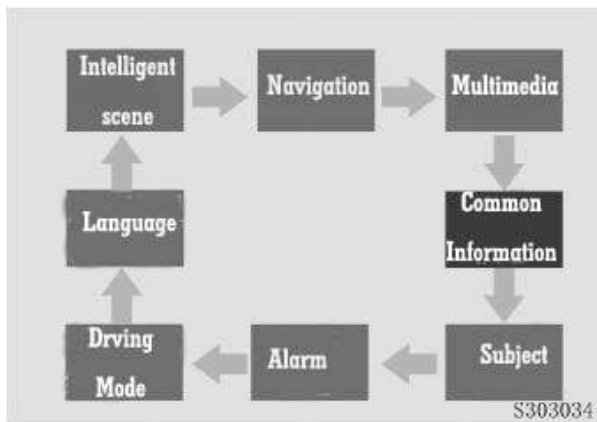 Intelligent
scene
Navigation
Multimedia
Common
Information
Subject
Alarm
Drving
Mode
Language
S303034